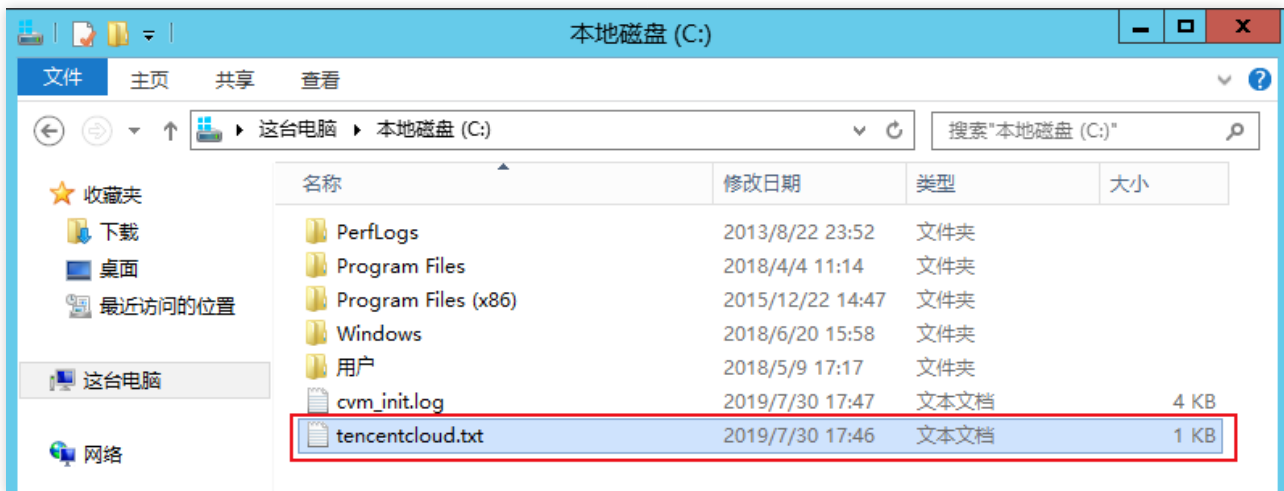 本地磁盘 (C:)
文件 主页 共享 查看
这台电脑 本地磁盘 (C:) 搜索"本地磁盘 (C:)"
名称 修改日期 类型 大小
收藏夹
下载
桌面
最近访问的位置
这台电脑
网络
PerfLogs 2013/8/22 23:52 文件夹
Program Files 2018/4/4 11:14 文件夹
Program Files (x86) 2015/12/22 14:47 文件夹
Windows 2018/6/20 15:58 文件夹
用户 2018/5/9 17:17 文件夹
cvm_init.log 2019/7/30 17:47 文本文档 4 KB
tencentcloud.txt 2019/7/30 17:46 文本文档 1 KB